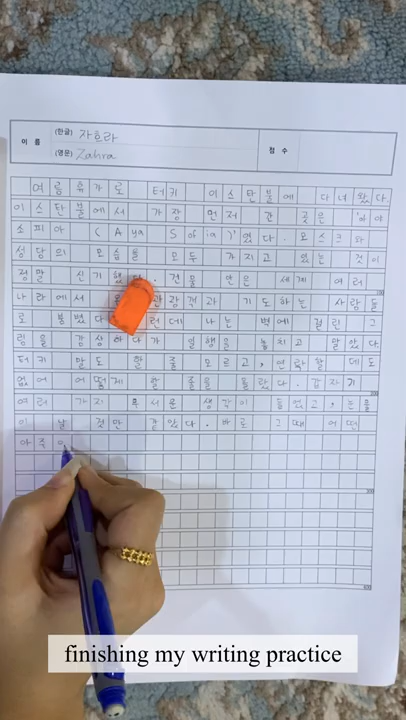 이 름
(한글) 자흐라
(영문) Zahra
점 수
여름 휴가로 터키 이스탄불에 다녀왔다.
이스탄불에서 가장 먼저 간 곳은 '아야
소피아 (Aya Sofia)'였다. 모스크와
성당의 모습을 모두 가지고 있는 것이
정말 신기했다. 건물 안은 세계 여러
나라에서 관광객과 기도하는 사람들
로 붐볐다 런데 나는 벽에 걸린 그
림을 감상하다가 일행을 놓치고 말았다
터키 말도 할 줄 모르고, 연락할 데도
없어 어떻게 할 줄을 몰랐다. 갑자기
여러 가지 생각이 들었고, 눈물
이 날 것만 같았다. 바로 그때 어떤
아주
100
200
300
600
finishing my writing practice